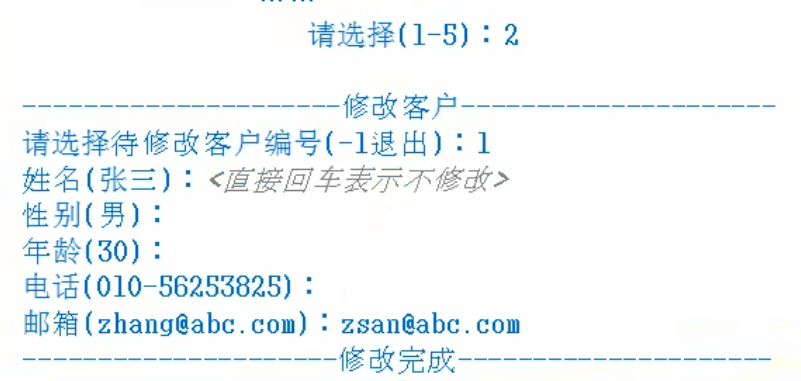 请选择(1-5)：2
---------------------修改客户---------------------
请选择待修改客户编号(-1退出)：1
姓名(张三)：<直接回车表示不修改>
性别(男)：
年龄(30)：
电话(010-56253825)：
邮箱(zhang@abc.com)：zsan@abc.com
---------------------修改完成---------------------